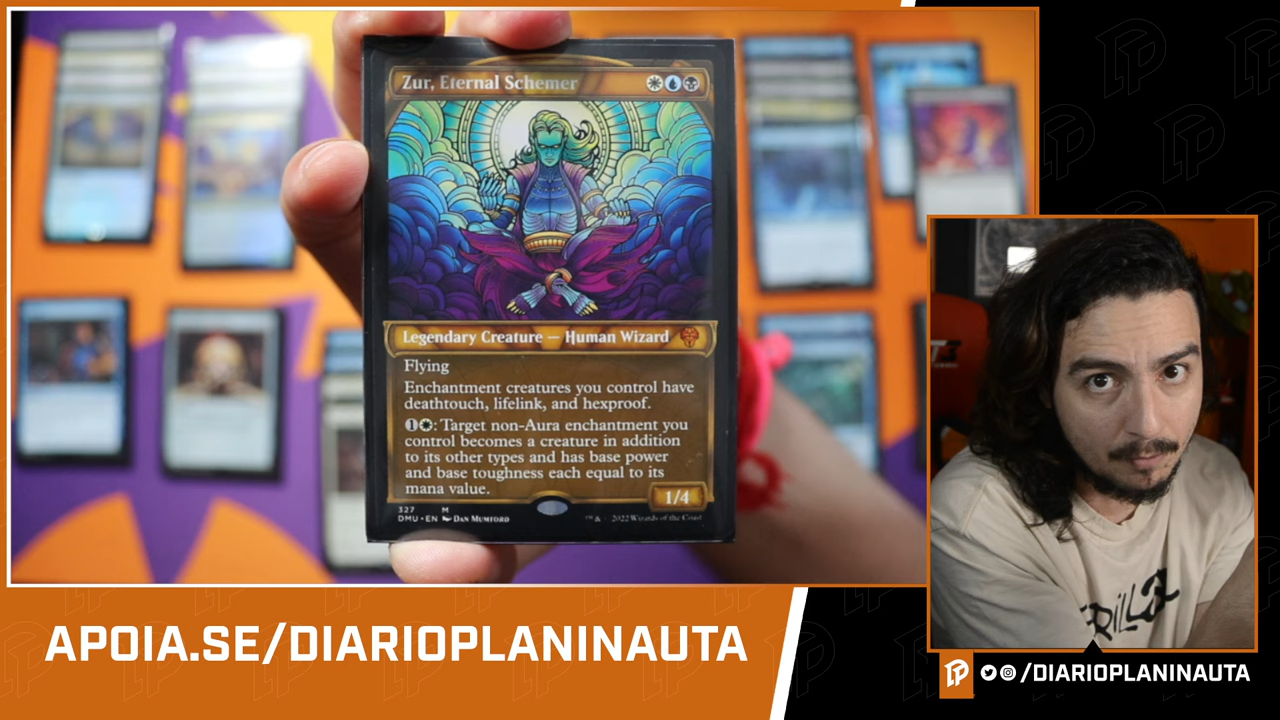 Zur, Eternal Schemer
Legendary Creature — Human Wizard
Flying
Enchantment creatures you control have
deathtouch, lifelink, and hexproof.
1: Target non-Aura enchantment you
control becomes a creature in addition
to its other types and has base power
and base toughness each equal to its
mana value.
1/4
327 M
DMU • EN DAN MUMFORD
™ & © 2022 Wizards of the Coast
APOIA.SE/DIARIOPLANINAUTA
/DIARIOPLANINAUTA